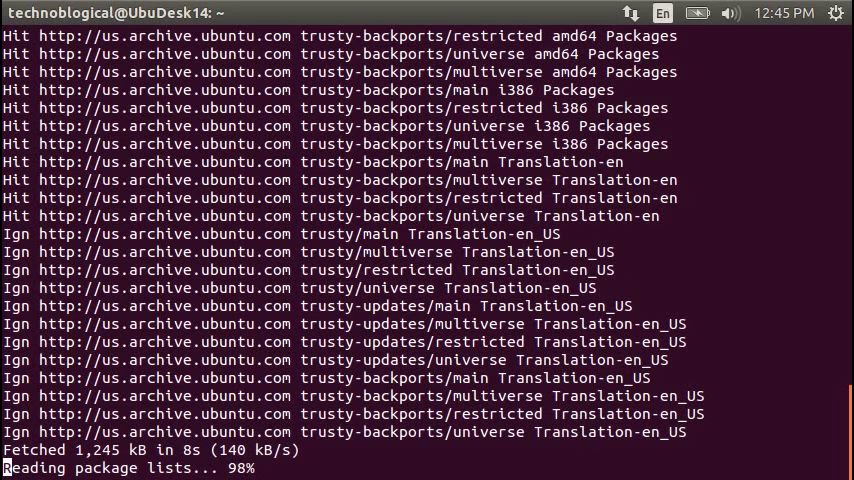 technoblogical@UbuDesk14: ~ En 12:45 PM
Hit http://us.archive.ubuntu.com trusty-backports/restricted amd64 Packages
Hit http://us.archive.ubuntu.com trusty-backports/universe amd64 Packages
Hit http://us.archive.ubuntu.com trusty-backports/multiverse amd64 Packages
Hit http://us.archive.ubuntu.com trusty-backports/main i386 Packages
Hit http://us.archive.ubuntu.com trusty-backports/restricted i386 Packages
Hit http://us.archive.ubuntu.com trusty-backports/universe i386 Packages
Hit http://us.archive.ubuntu.com trusty-backports/multiverse i386 Packages
Hit http://us.archive.ubuntu.com trusty-backports/main Translation-en
Hit http://us.archive.ubuntu.com trusty-backports/multiverse Translation-en
Hit http://us.archive.ubuntu.com trusty-backports/restricted Translation-en
Hit http://us.archive.ubuntu.com trusty-backports/universe Translation-en
Ign http://us.archive.ubuntu.com trusty/main Translation-en_US
Ign http://us.archive.ubuntu.com trusty/multiverse Translation-en_US
Ign http://us.archive.ubuntu.com trusty/restricted Translation-en_US
Ign http://us.archive.ubuntu.com trusty/universe Translation-en_US
Ign http://us.archive.ubuntu.com trusty-updates/main Translation-en_US
Ign http://us.archive.ubuntu.com trusty-updates/multiverse Translation-en_US
Ign http://us.archive.ubuntu.com trusty-updates/restricted Translation-en_US
Ign http://us.archive.ubuntu.com trusty-updates/universe Translation-en_US
Ign http://us.archive.ubuntu.com trusty-backports/main Translation-en_US
Ign http://us.archive.ubuntu.com trusty-backports/multiverse Translation-en_US
Ign http://us.archive.ubuntu.com trusty-backports/restricted Translation-en_US
Ign http://us.archive.ubuntu.com trusty-backports/universe Translation-en_US
Fetched 1,245 kB in 8s (140 kB/s)
Reading package lists... 98%